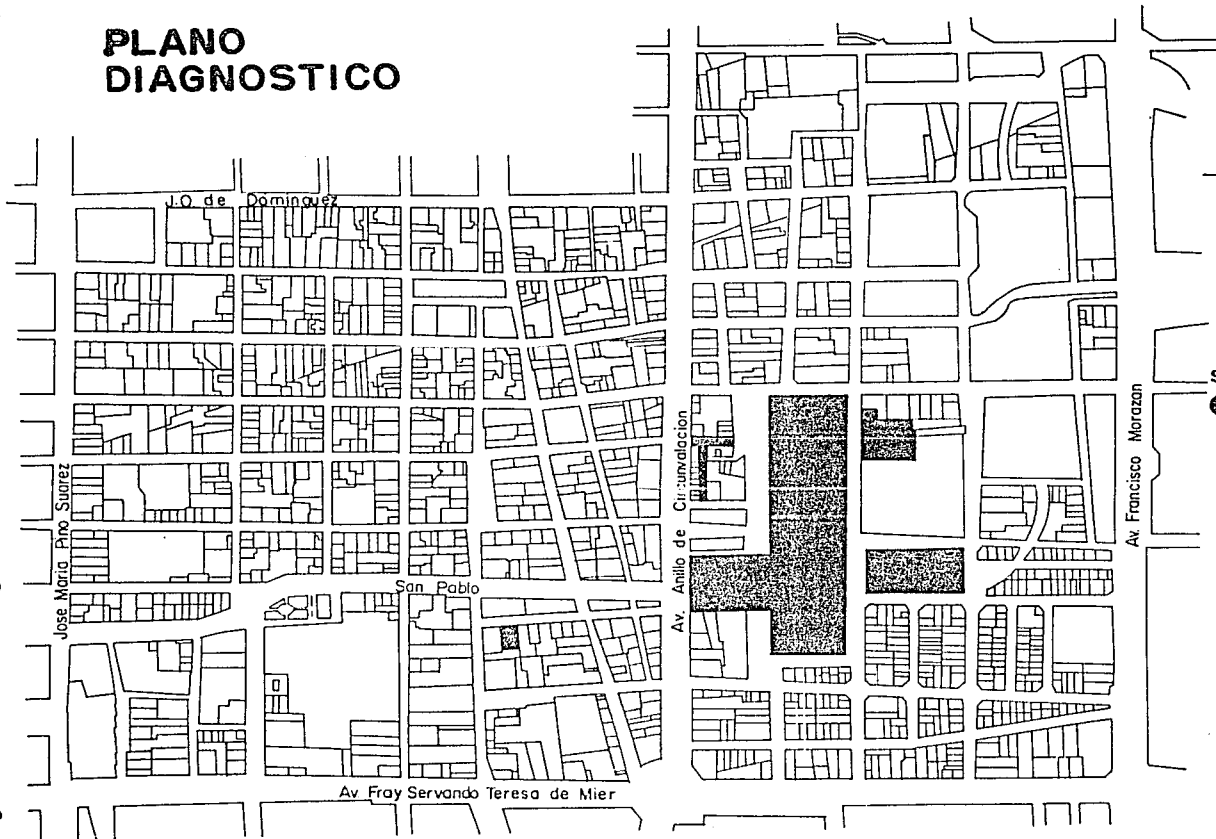 PLANO
DIAGNOSTICO
J.O de Dominguez
Jose Maria Pino Suarez
San Pablo
Av. Anillo de Circunvalacion
Av. Francisco Morazan
Av. Fray Servando Teresa de Mier